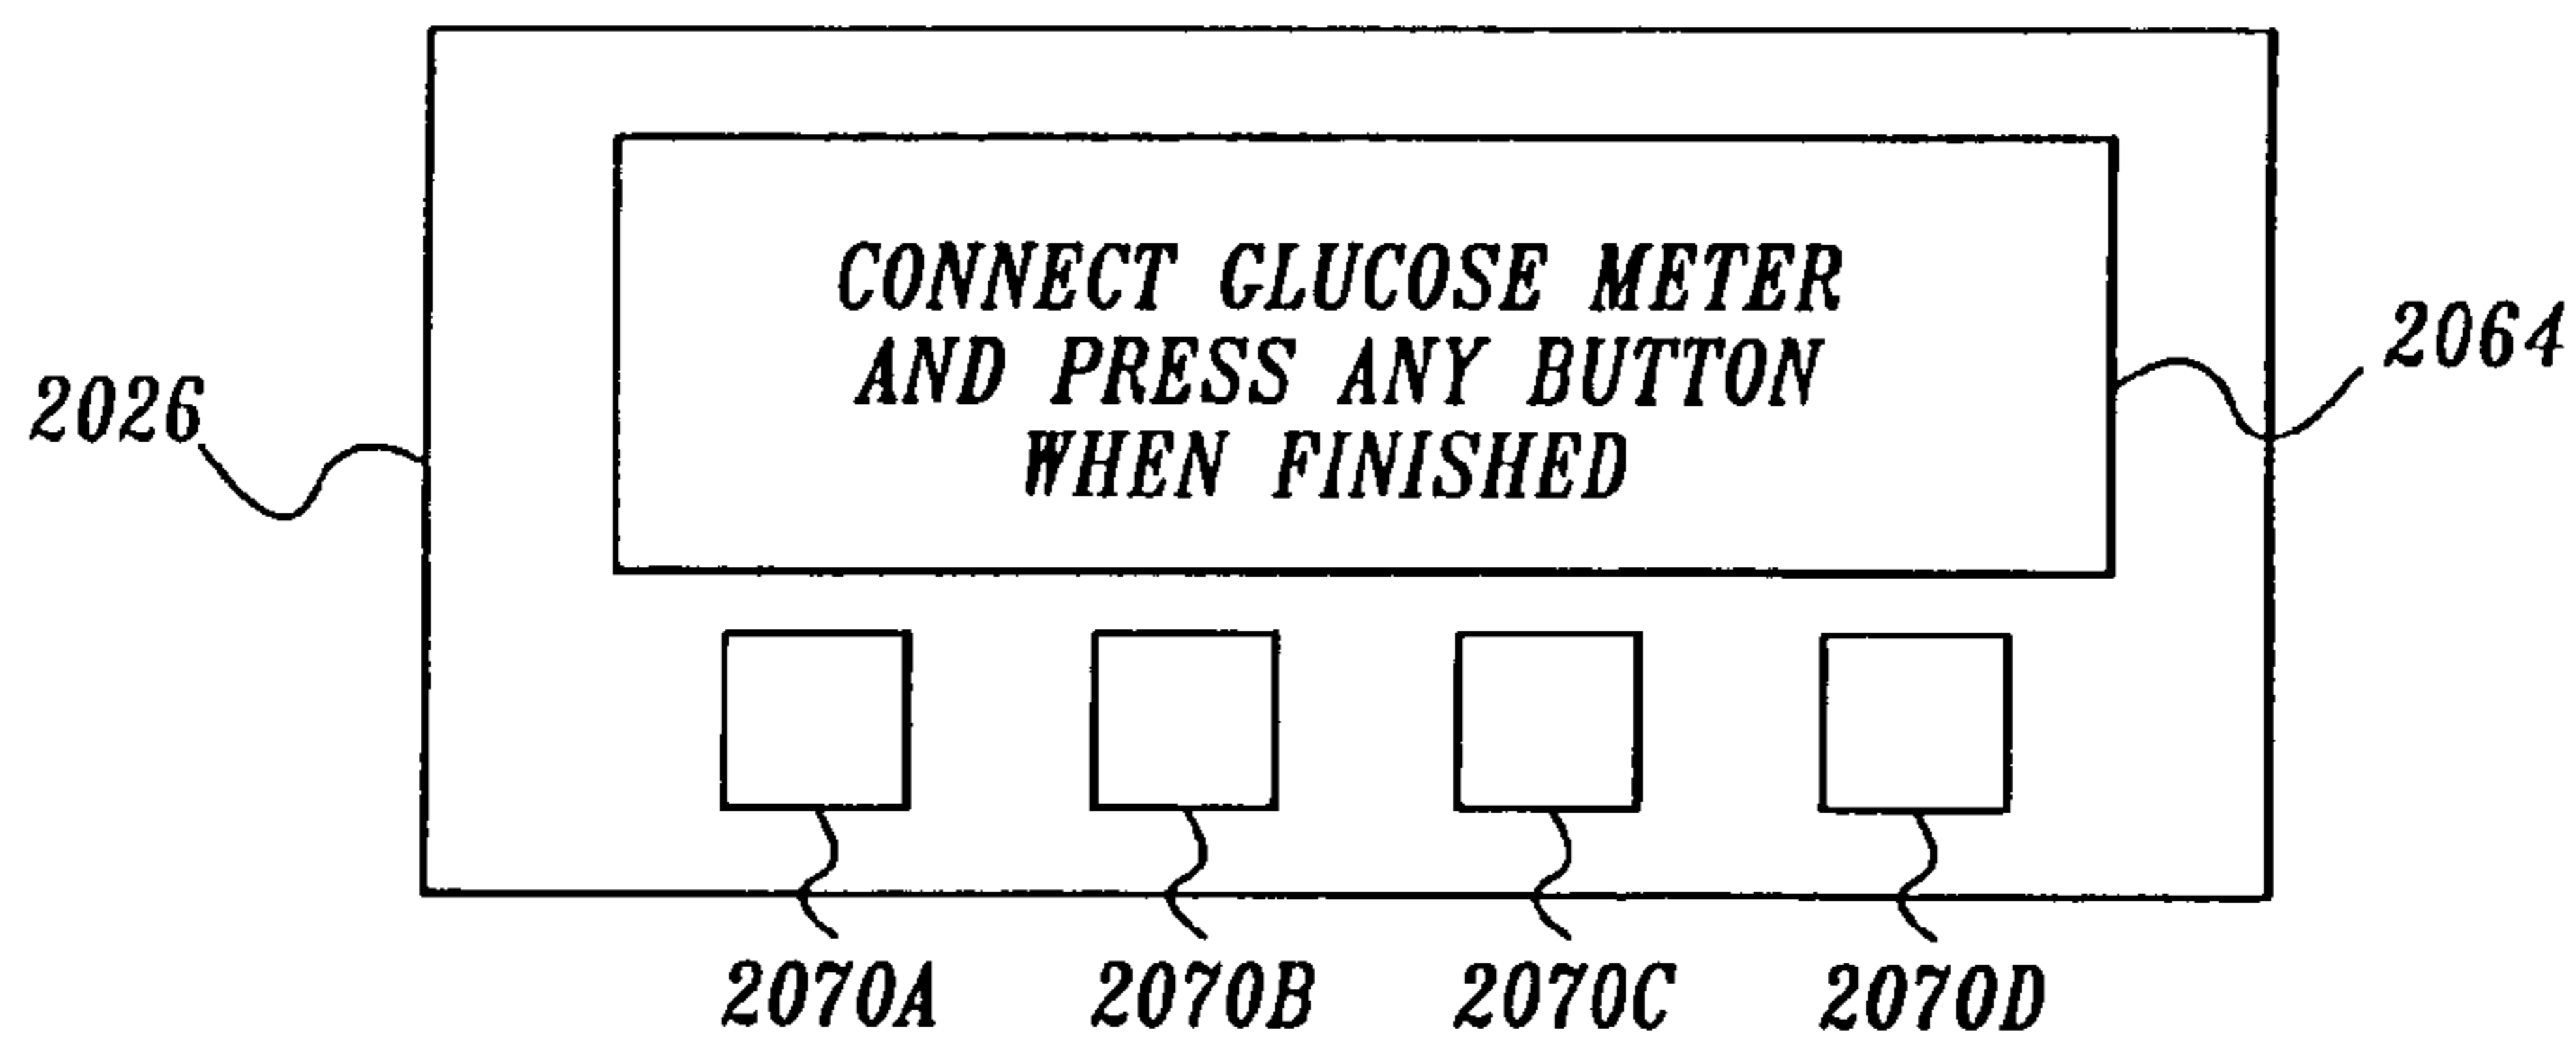 CONNECT GLUCOSE METER
AND PRESS ANY BUTTON
WHEN FINISHED
2064
2026
2070A 2070B 2070C 2070D